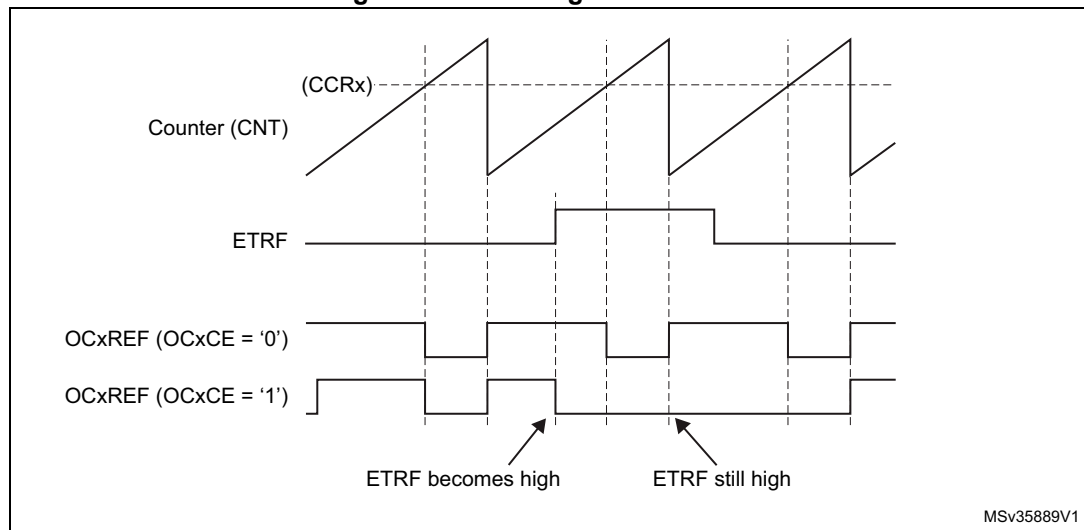 (CCRx)
Counter (CNT)
ETRF
OCxREF (OCxCE = ‘0’)
OCxREF (OCxCE = ‘1’)
ETRF becomes high
ETRF still high
MSv35889V1